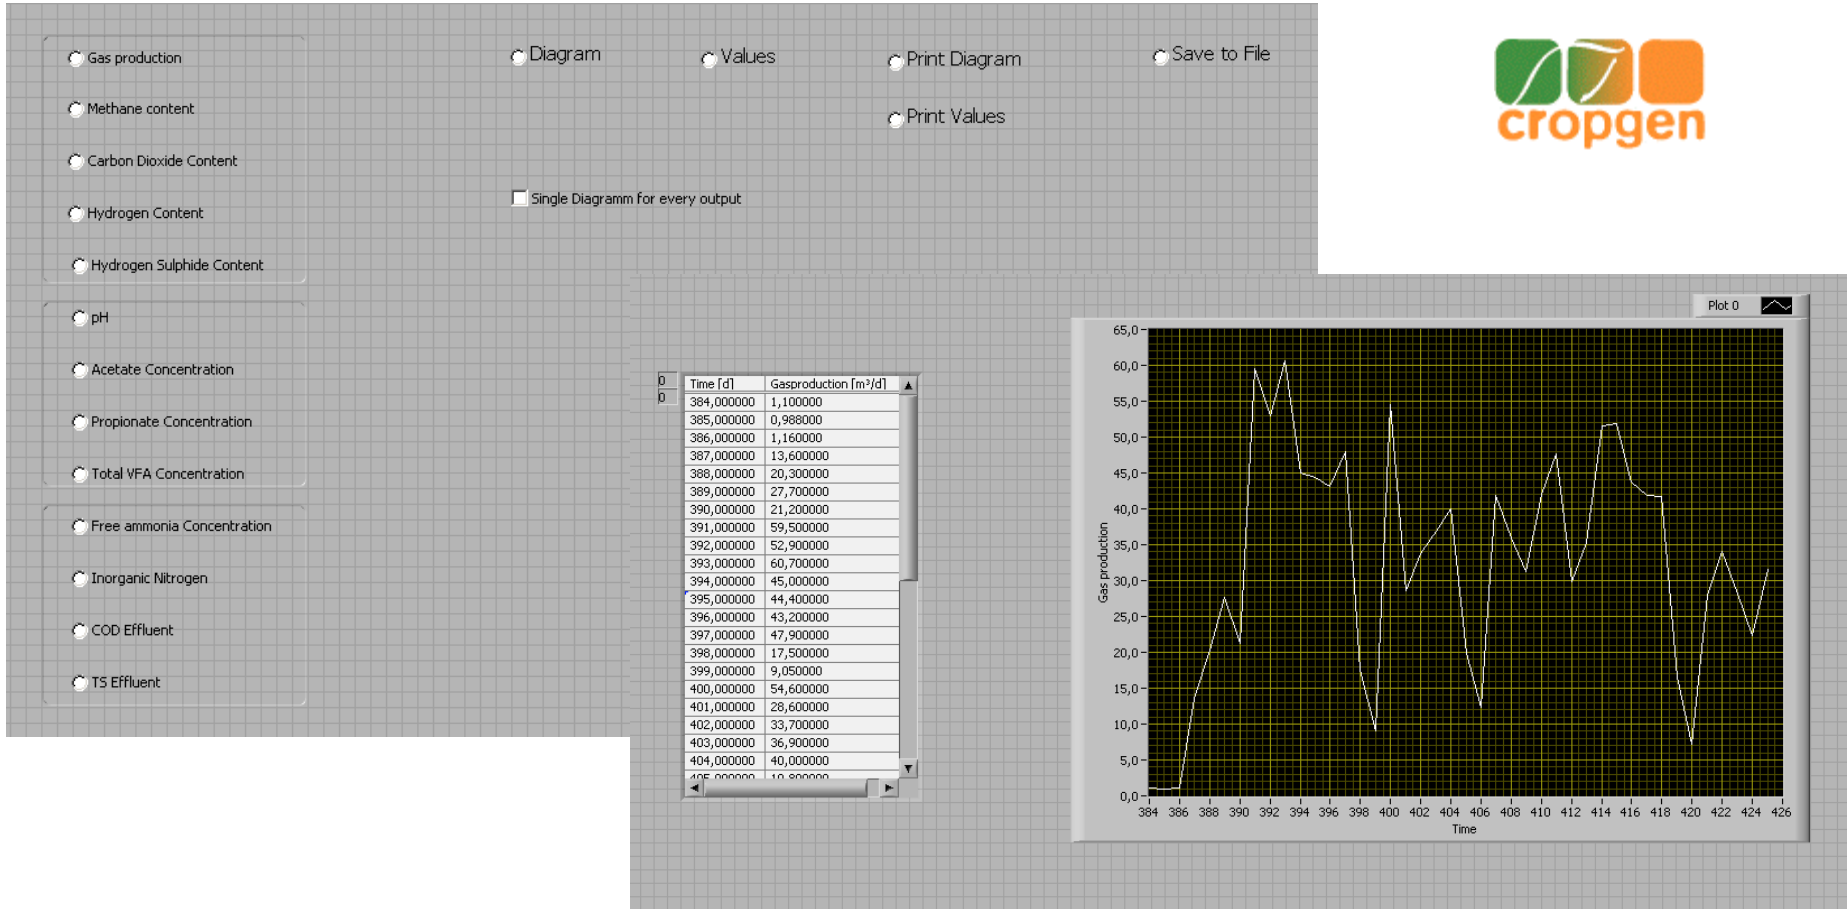 Gas production
Methane content
Carbon Dioxide Content
Hydrogen Content
Hydrogen Sulphide Content
pH
Acetate Concentration
Propionate Concentration
Total VFA Concentration
Free ammonia Concentration
Inorganic Nitrogen
COD Effluent
TS Effluent
Diagram
Values
Print Diagram
Save to File
Print Values
Single Diagramm for every output
cropgen
0
0
Time [d] Gasproduction [m³/d]
384,000000 1,100000
385,000000 0,988000
386,000000 1,160000
387,000000 13,600000
388,000000 20,300000
389,000000 27,700000
390,000000 21,200000
391,000000 59,500000
392,000000 52,900000
393,000000 60,700000
394,000000 45,000000
395,000000 44,400000
396,000000 43,200000
397,000000 47,900000
398,000000 17,500000
399,000000 9,050000
400,000000 54,600000
401,000000 28,600000
402,000000 33,700000
403,000000 36,900000
404,000000 40,000000
405,000000 19,800000
Plot 0
65,0
60,0
55,0
50,0
45,0
40,0
35,0
30,0
25,0
20,0
15,0
10,0
5,0
0,0
Gas production
384 386 388 390 392 394 396 398 400 402 404 406 408 410 412 414 416 418 420 422 424 426
Time